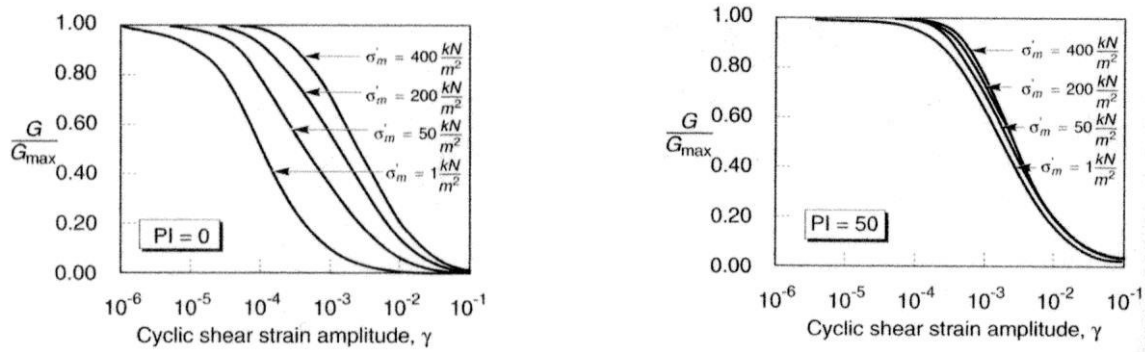 1.00
0.80
0.60
0.40
0.20
0.00
G/Gmax
σ'm = 400 kN/m²
σ'm = 200 kN/m²
σ'm = 50 kN/m²
σ'm = 1 kN/m²
PI = 0
10⁻⁶ 10⁻⁵ 10⁻⁴ 10⁻³ 10⁻² 10⁻¹
Cyclic shear strain amplitude, γ
1.00
0.80
0.60
0.40
0.20
0.00
G/Gmax
σ'm = 400 kN/m²
σ'm = 200 kN/m²
σ'm = 50 kN/m²
σ'm = 1 kN/m²
PI = 50
10⁻⁶ 10⁻⁵ 10⁻⁴ 10⁻³ 10⁻² 10⁻¹
Cyclic shear strain amplitude, γ